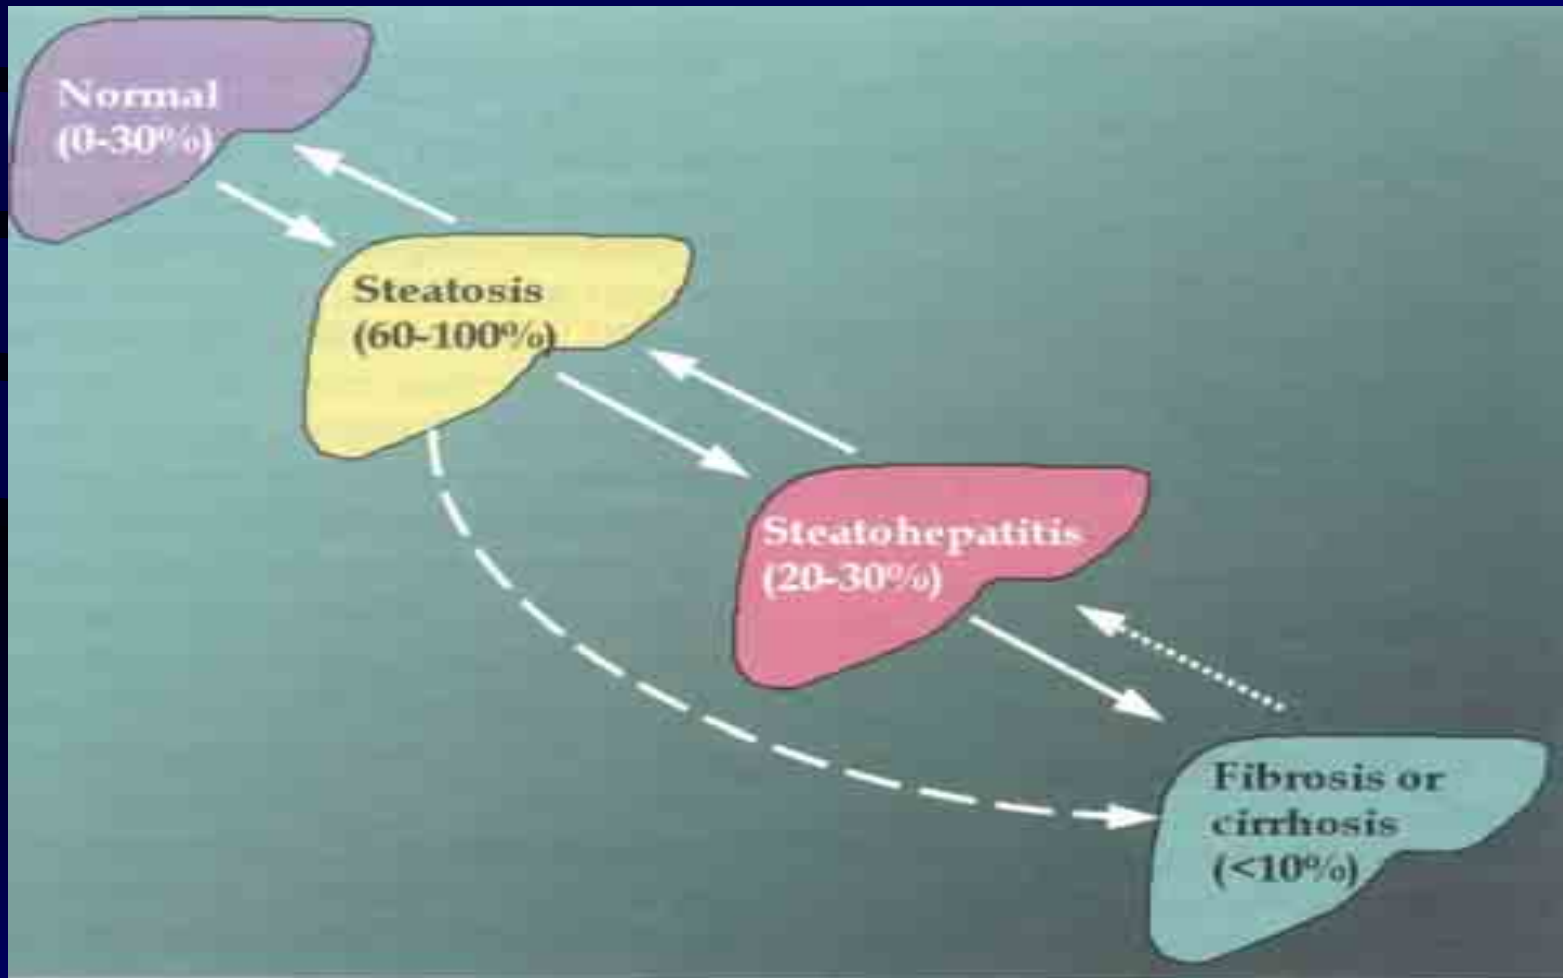 Normal
(0-30%)
Steatosis
(60-100%)
Steatohepatitis
(20-30%)
Fibrosis or
cirrhosis
(<10%)